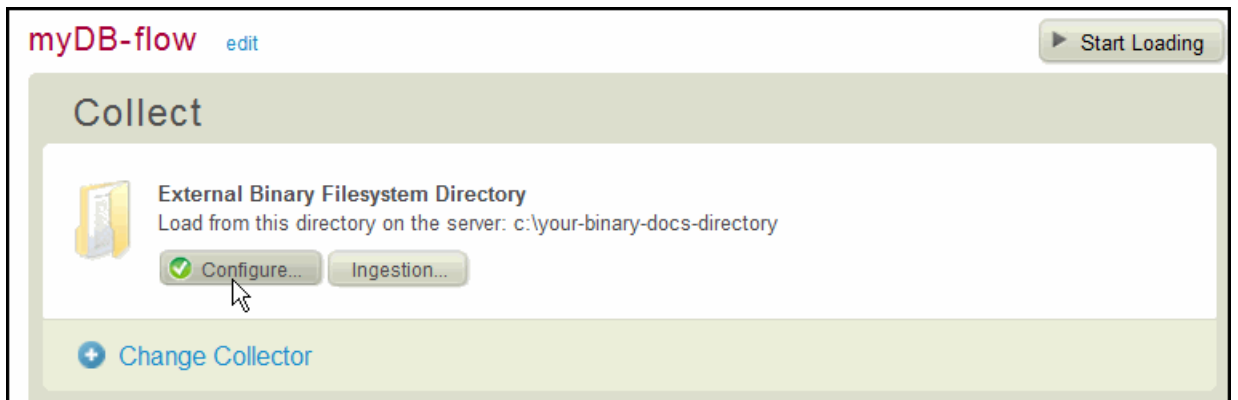 myDB-flow edit Start Loading
Collect
External Binary Filesystem Directory
Load from this directory on the server: c:\your-binary-docs-directory
Configure... Ingestion...
Change Collector